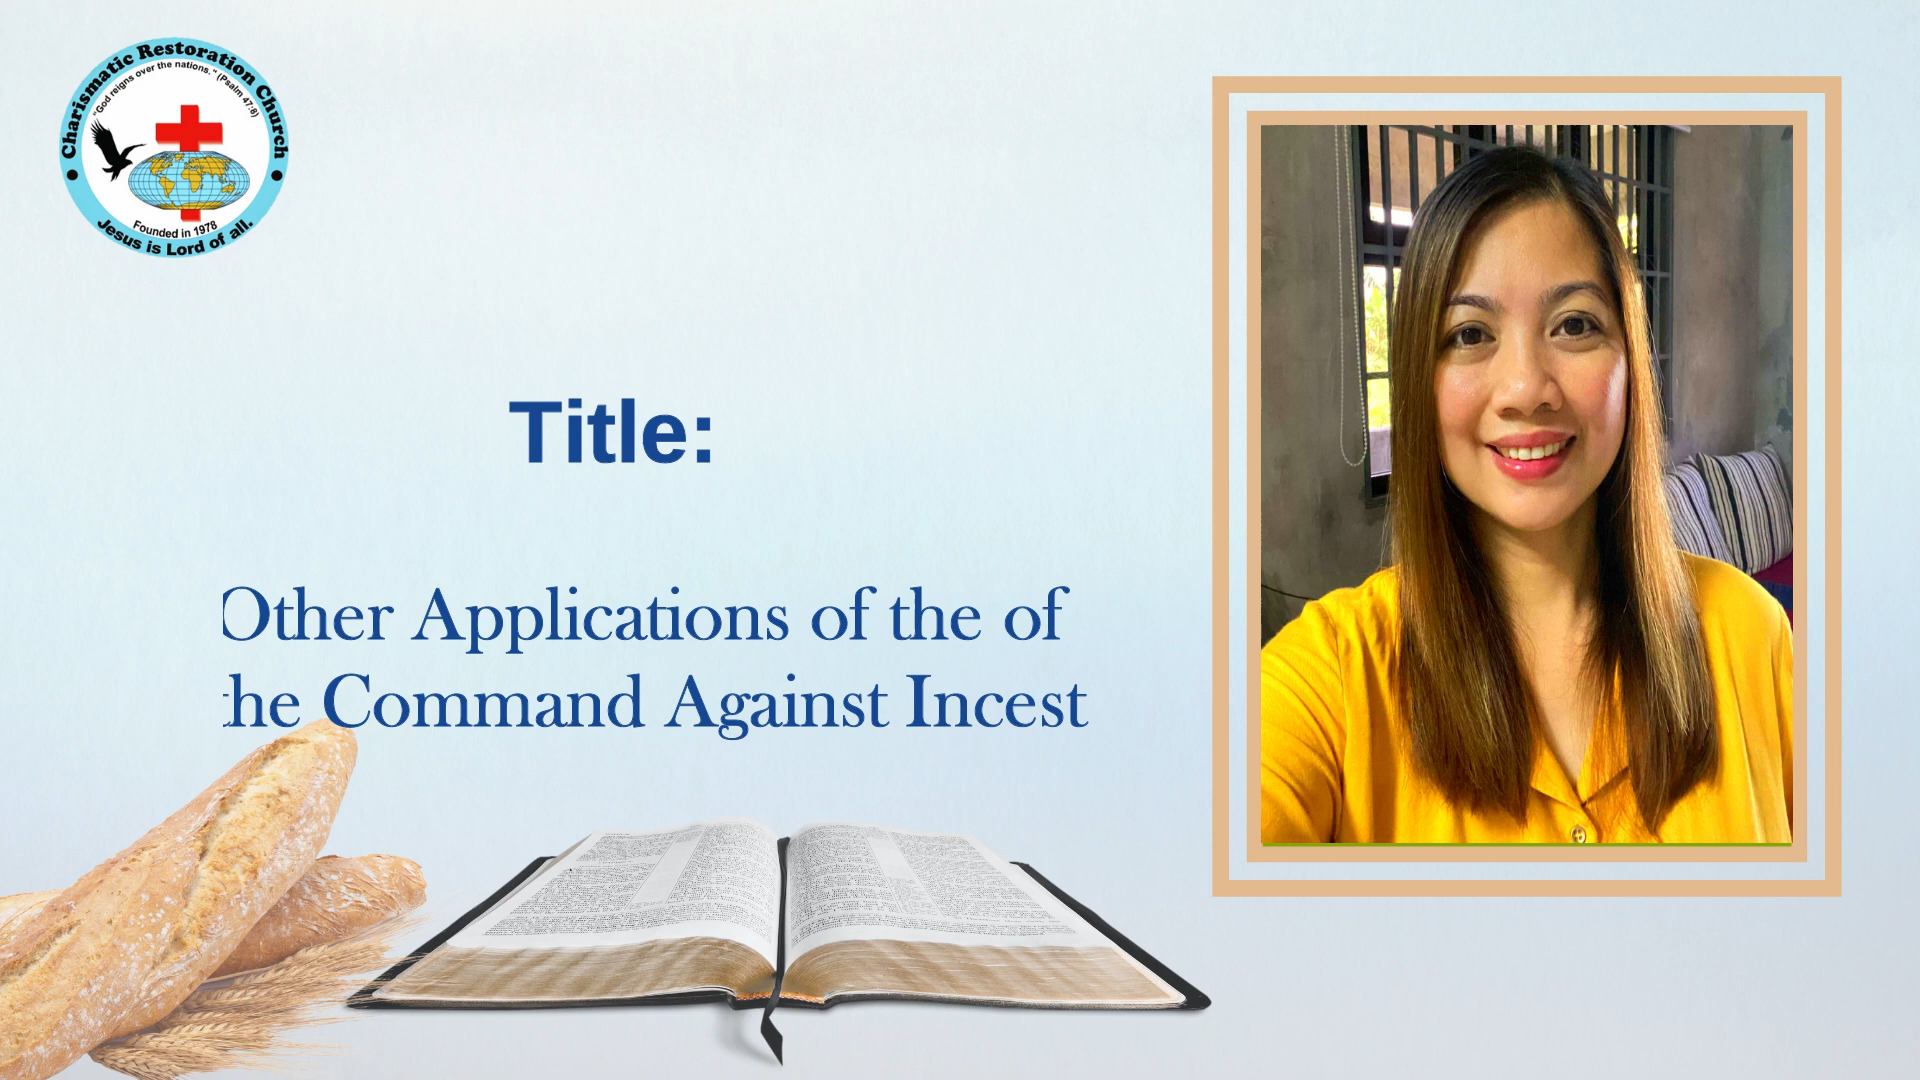 Charismatic Restoration Church
"God reigns over the nations." (Psalm 47:8)
Founded in 1978
Jesus is Lord of all.
Title:
Other Applications of the of
he Command Against Incest